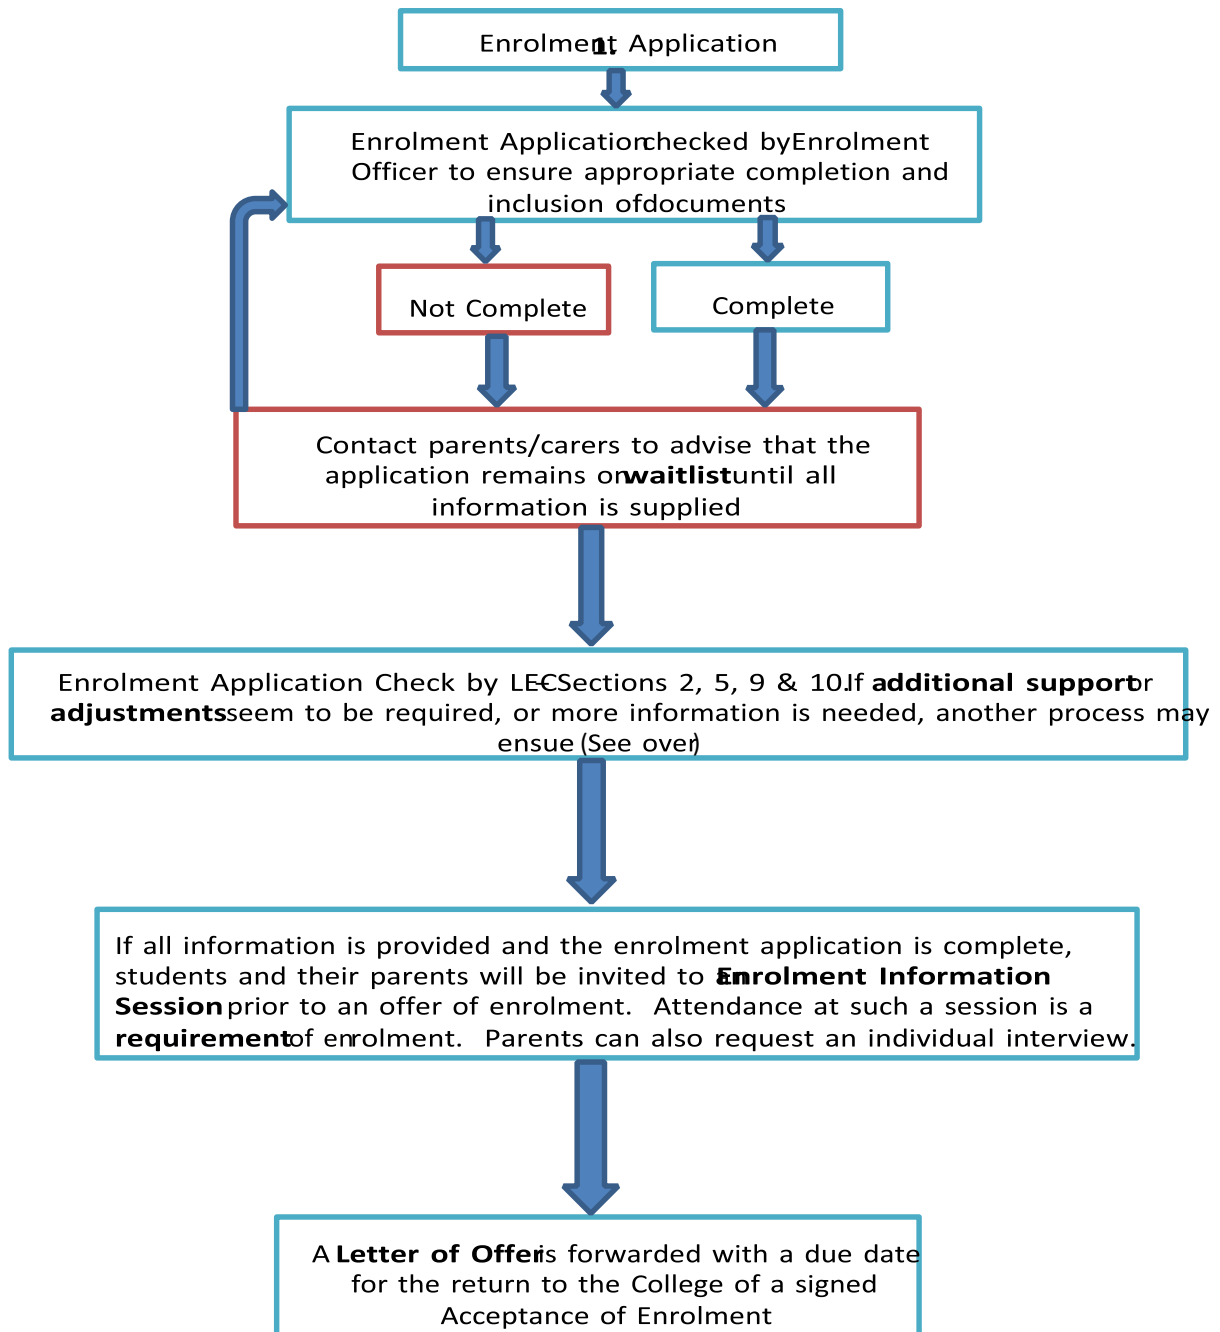 Enrolment Application
1.
Enrolment Application checked by Enrolment
Officer to ensure appropriate completion and
inclusion of documents
Not Complete
Complete
Contact parents/carers to advise that the
application remains on waitlist until all
information is supplied
Enrolment Application Check by LEC – Sections 2, 5, 9 & 10. If additional support or
adjustments seem to be required, or more information is needed, another process may
ensue (See over)
If all information is provided and the enrolment application is complete,
students and their parents will be invited to an Enrolment Information
Session prior to an offer of enrolment. Attendance at such a session is a
requirement of enrolment. Parents can also request an individual interview.
A Letter of Offer is forwarded with a due date
for the return to the College of a signed
Acceptance of Enrolment